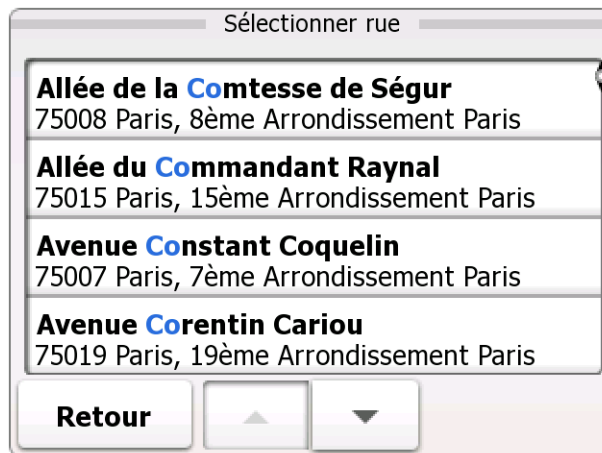 Sélectionner rue
Allée de la Comtesse de Ségur
75008 Paris, 8ème Arrondissement Paris
Allée du Commandant Raynal
75015 Paris, 15ème Arrondissement Paris
Avenue Constant Coquelin
75007 Paris, 7ème Arrondissement Paris
Avenue Corentin Cariou
75019 Paris, 19ème Arrondissement Paris
Retour